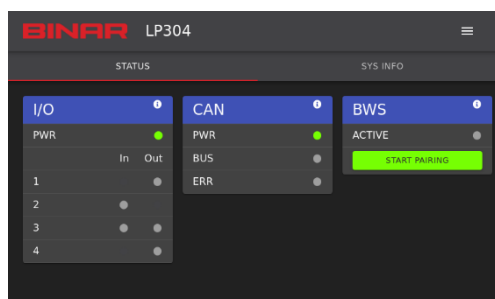 BINAR LP304
STATUS SYS INFO
I/O
PWR
In Out
1
2
3
4
CAN
PWR
BUS
ERR
BWS
ACTIVE
START PAIRING